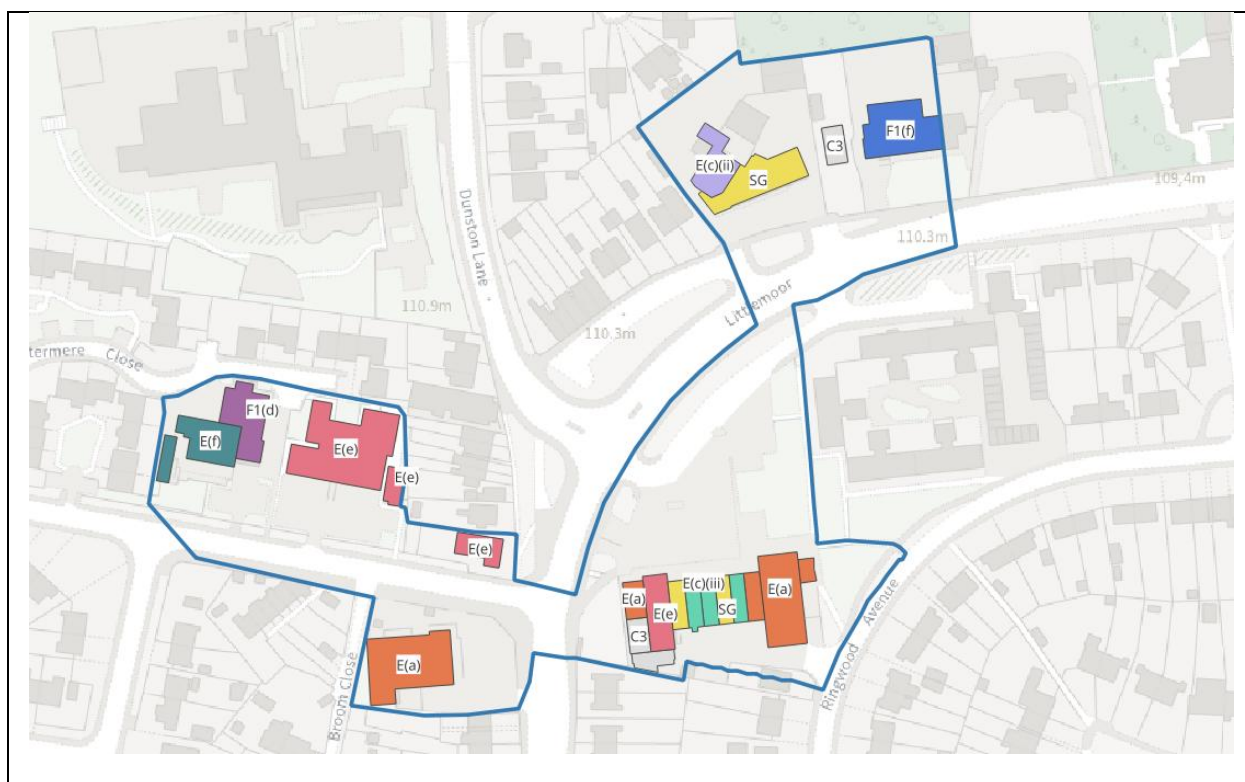 F1(f)
C3
E(c)(ii)
SG
109.4m
110.3m
Dunston Lane
Littlemoor
110.9m
110.3m
termere Close
F1(d)
E(f)
E(e)
E(e)
E(e)
E(c)(iii)
E(a)
E(a)
E(e)
SG
C3
E(a)
Broom Close
Ringwood Avenue